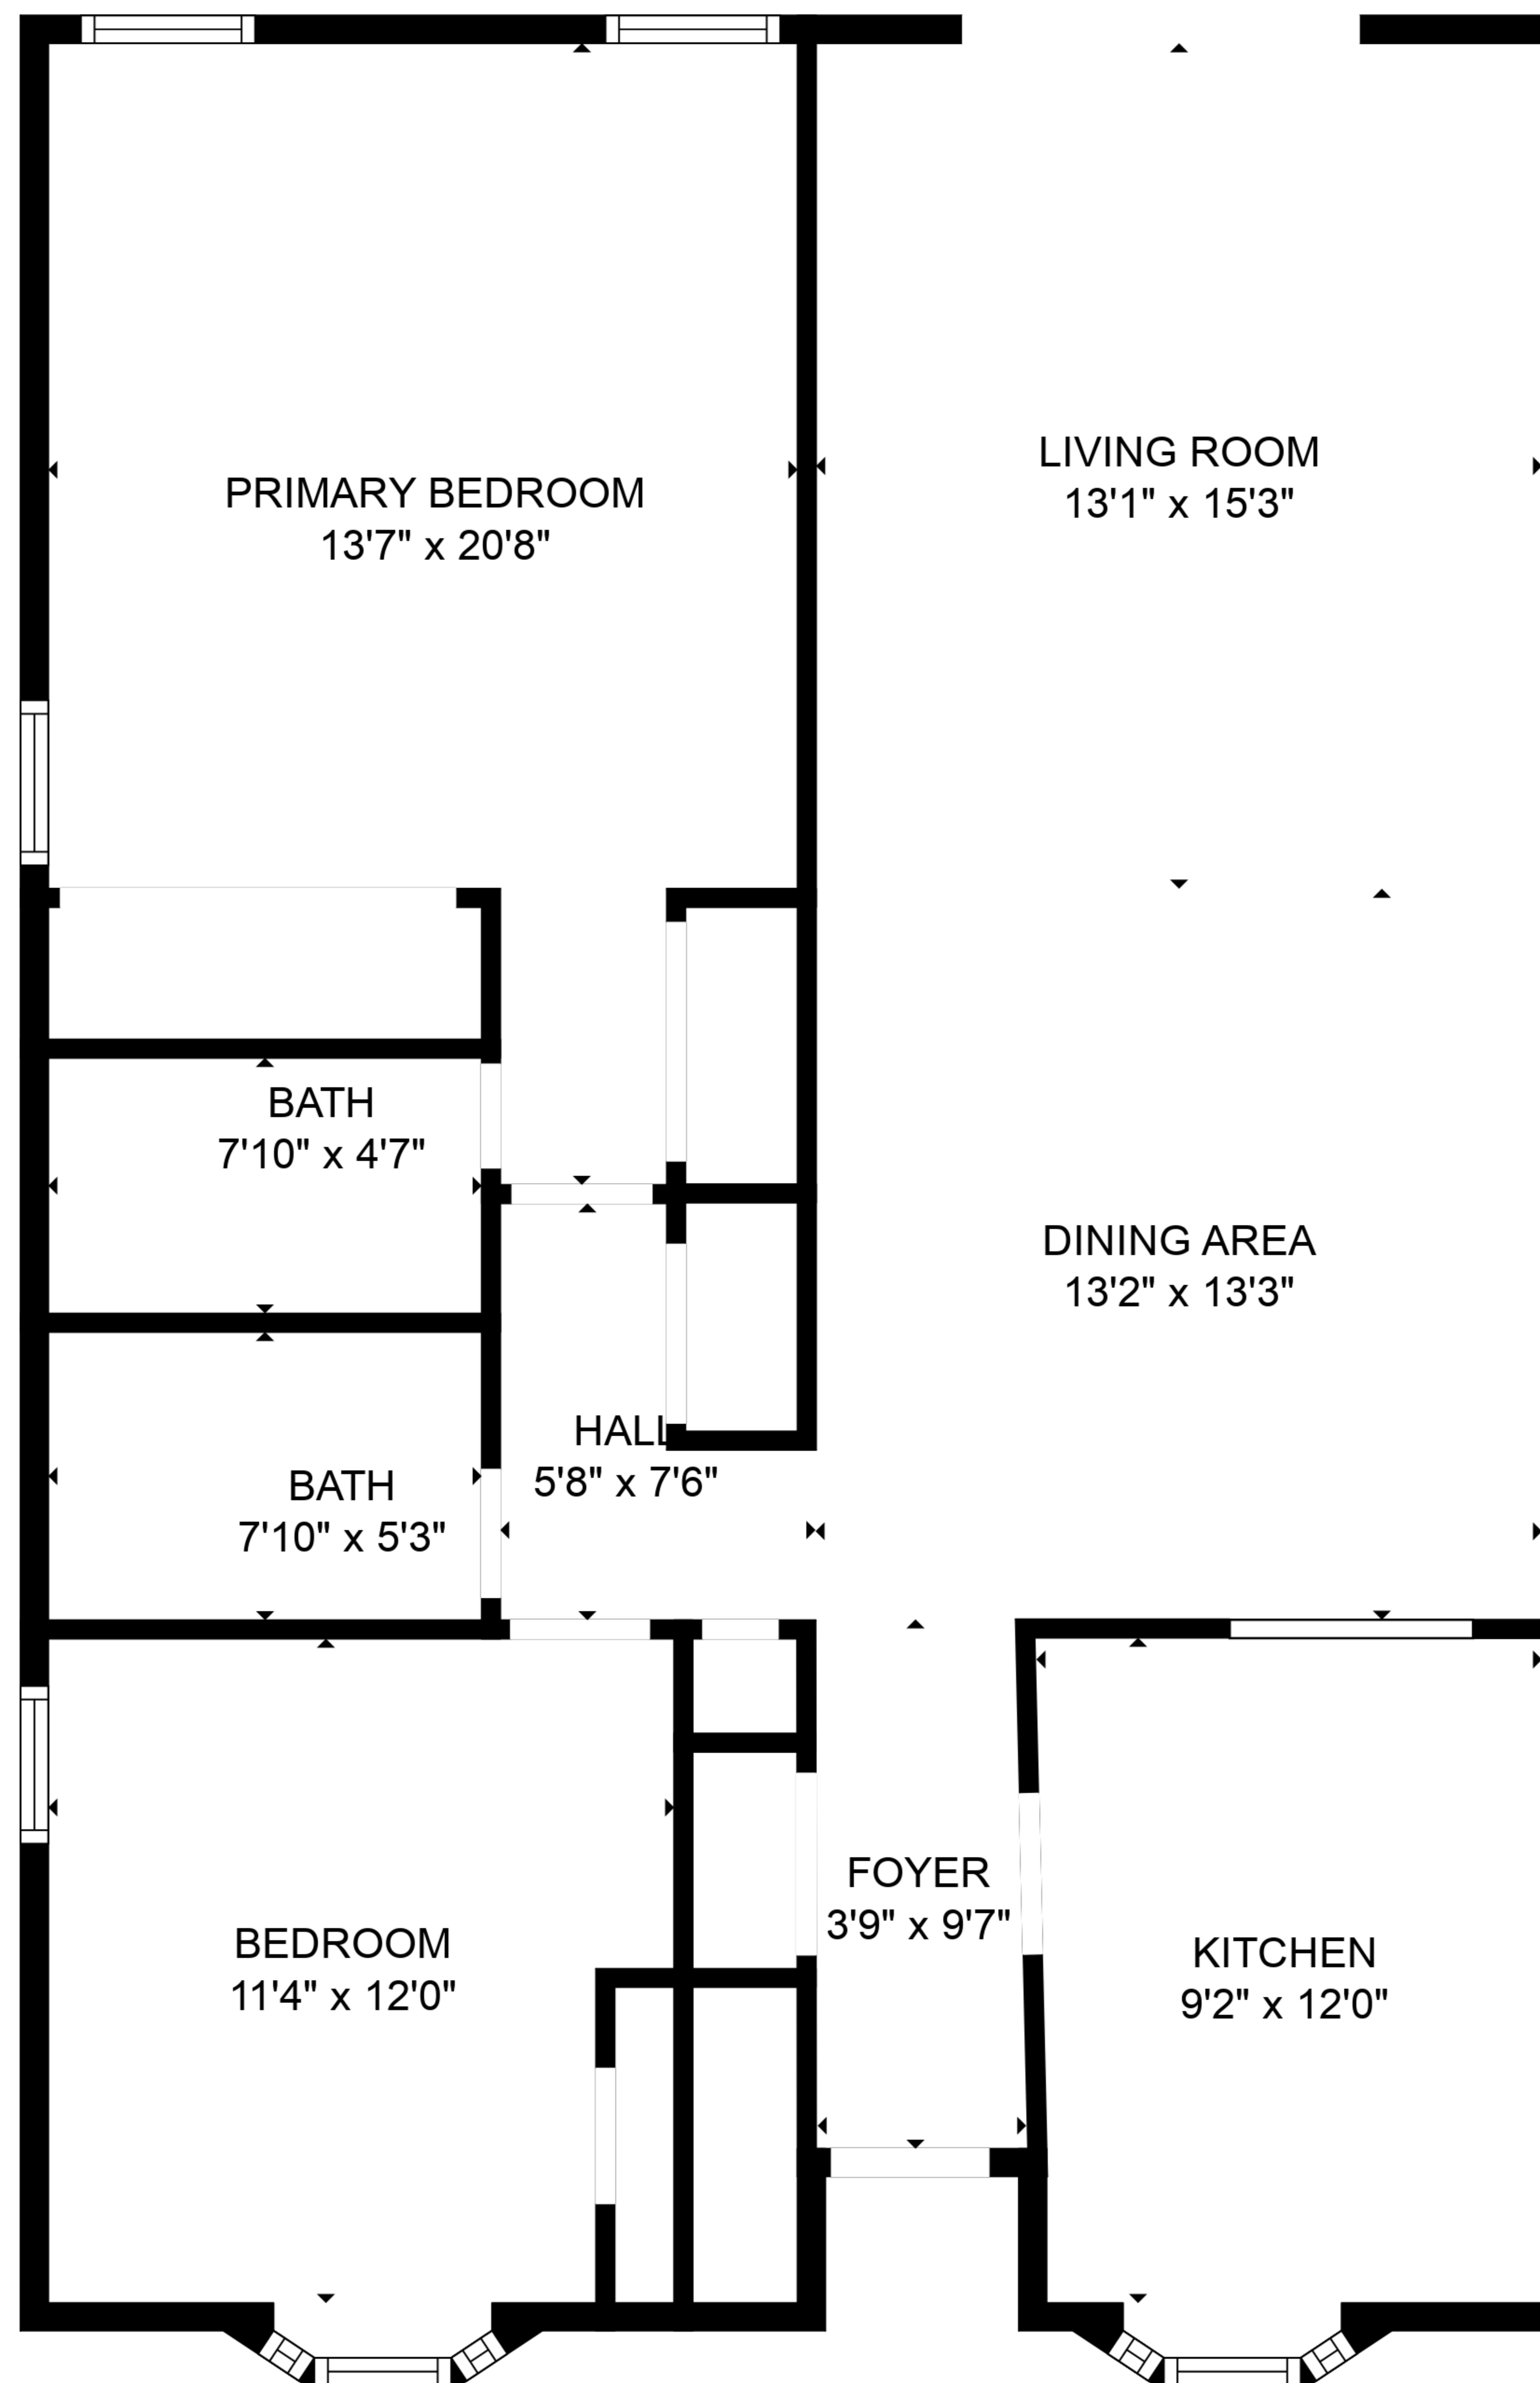 LIVING ROOM
13'1" x 15'3"
PRIMARY BEDROOM
13'7" x 20'8"
BATH
7'10" x 4'7"
DINING AREA
13'2" x 13'3"
HALL
5'8" x 7'6"
BATH
7'10" x 5'3"
FOYER
3'9" x 9'7"
BEDROOM
11'4" x 12'0"
KITCHEN
9'2" x 12'0"